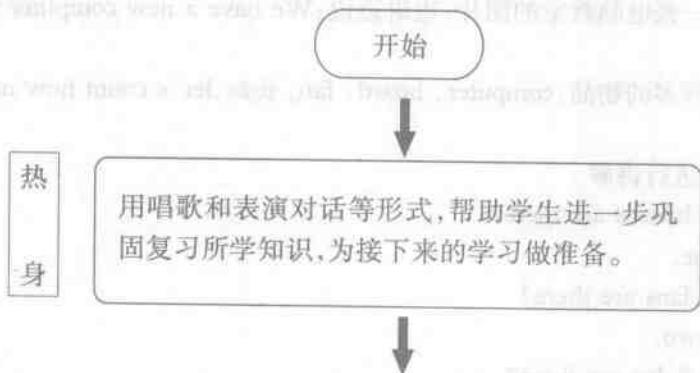 开始
热
身
用唱歌和表演对话等形式,帮助学生进一步巩
固复习所学知识,为接下来的学习做准备。